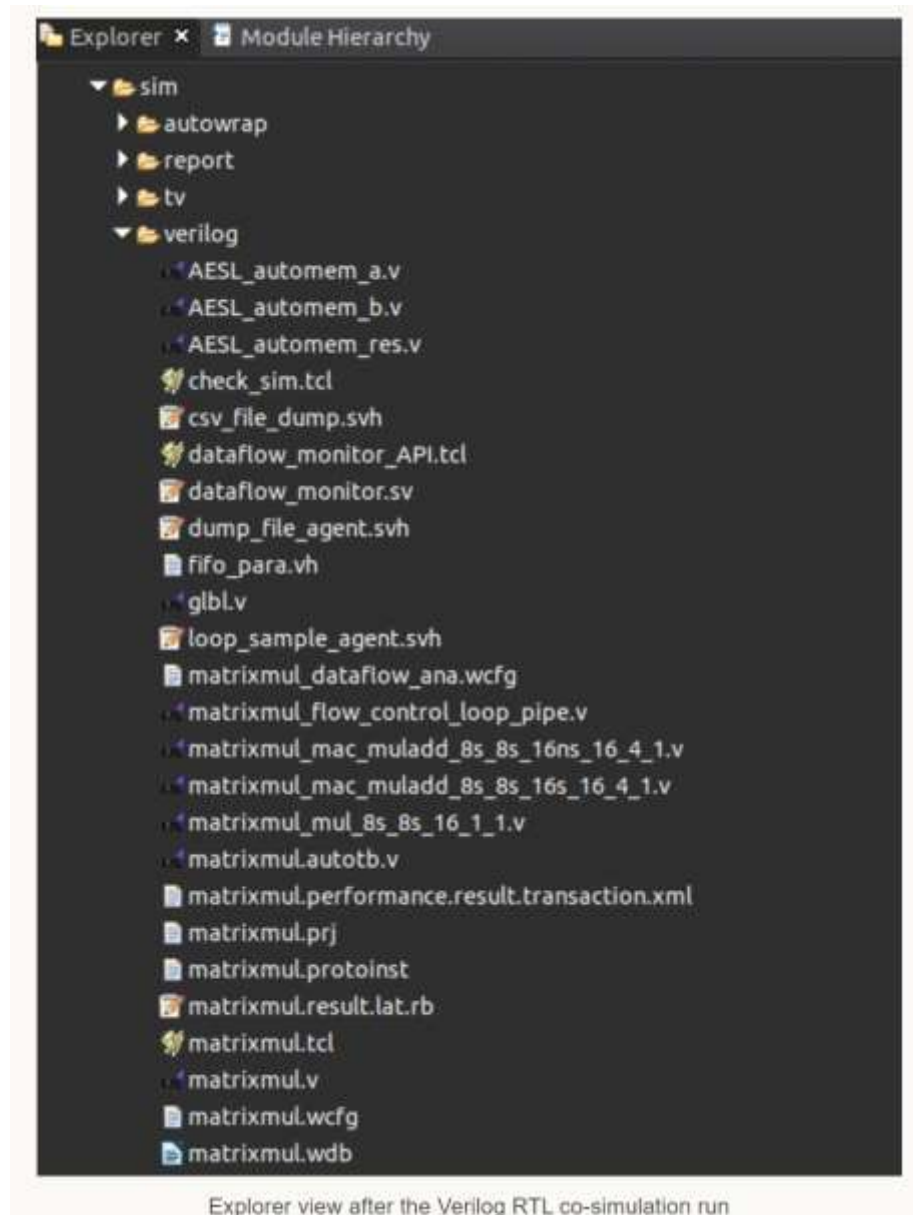 Explorer × Module Hierarchy
sim
autowrap
report
tv
verilog
AESL_automem_a.v
AESL_automem_b.v
AESL_automem_res.v
check_sim.tcl
csv_file_dump.svh
dataflow_monitor_API.tcl
dataflow_monitor.sv
dump_file_agent.svh
fifo_para.vh
glbl.v
loop_sample_agent.svh
matrixmul_dataflow_ana.wcfg
matrixmul_flow_control_loop_pipe.v
matrixmul_mac_muladd_8s_8s_16ns_16_4_1.v
matrixmul_mac_muladd_8s_8s_16s_16_4_1.v
matrixmul_mul_8s_8s_16_1_1.v
matrixmul.autotb.v
matrixmul.performance.result.transaction.xml
matrixmul.prj
matrixmul.protoinst
matrixmul.result.lat.rb
matrixmul.tcl
matrixmul.v
matrixmul.wcfg
matrixmul.wdb
Explorer view after the Verilog RTL co-simulation run